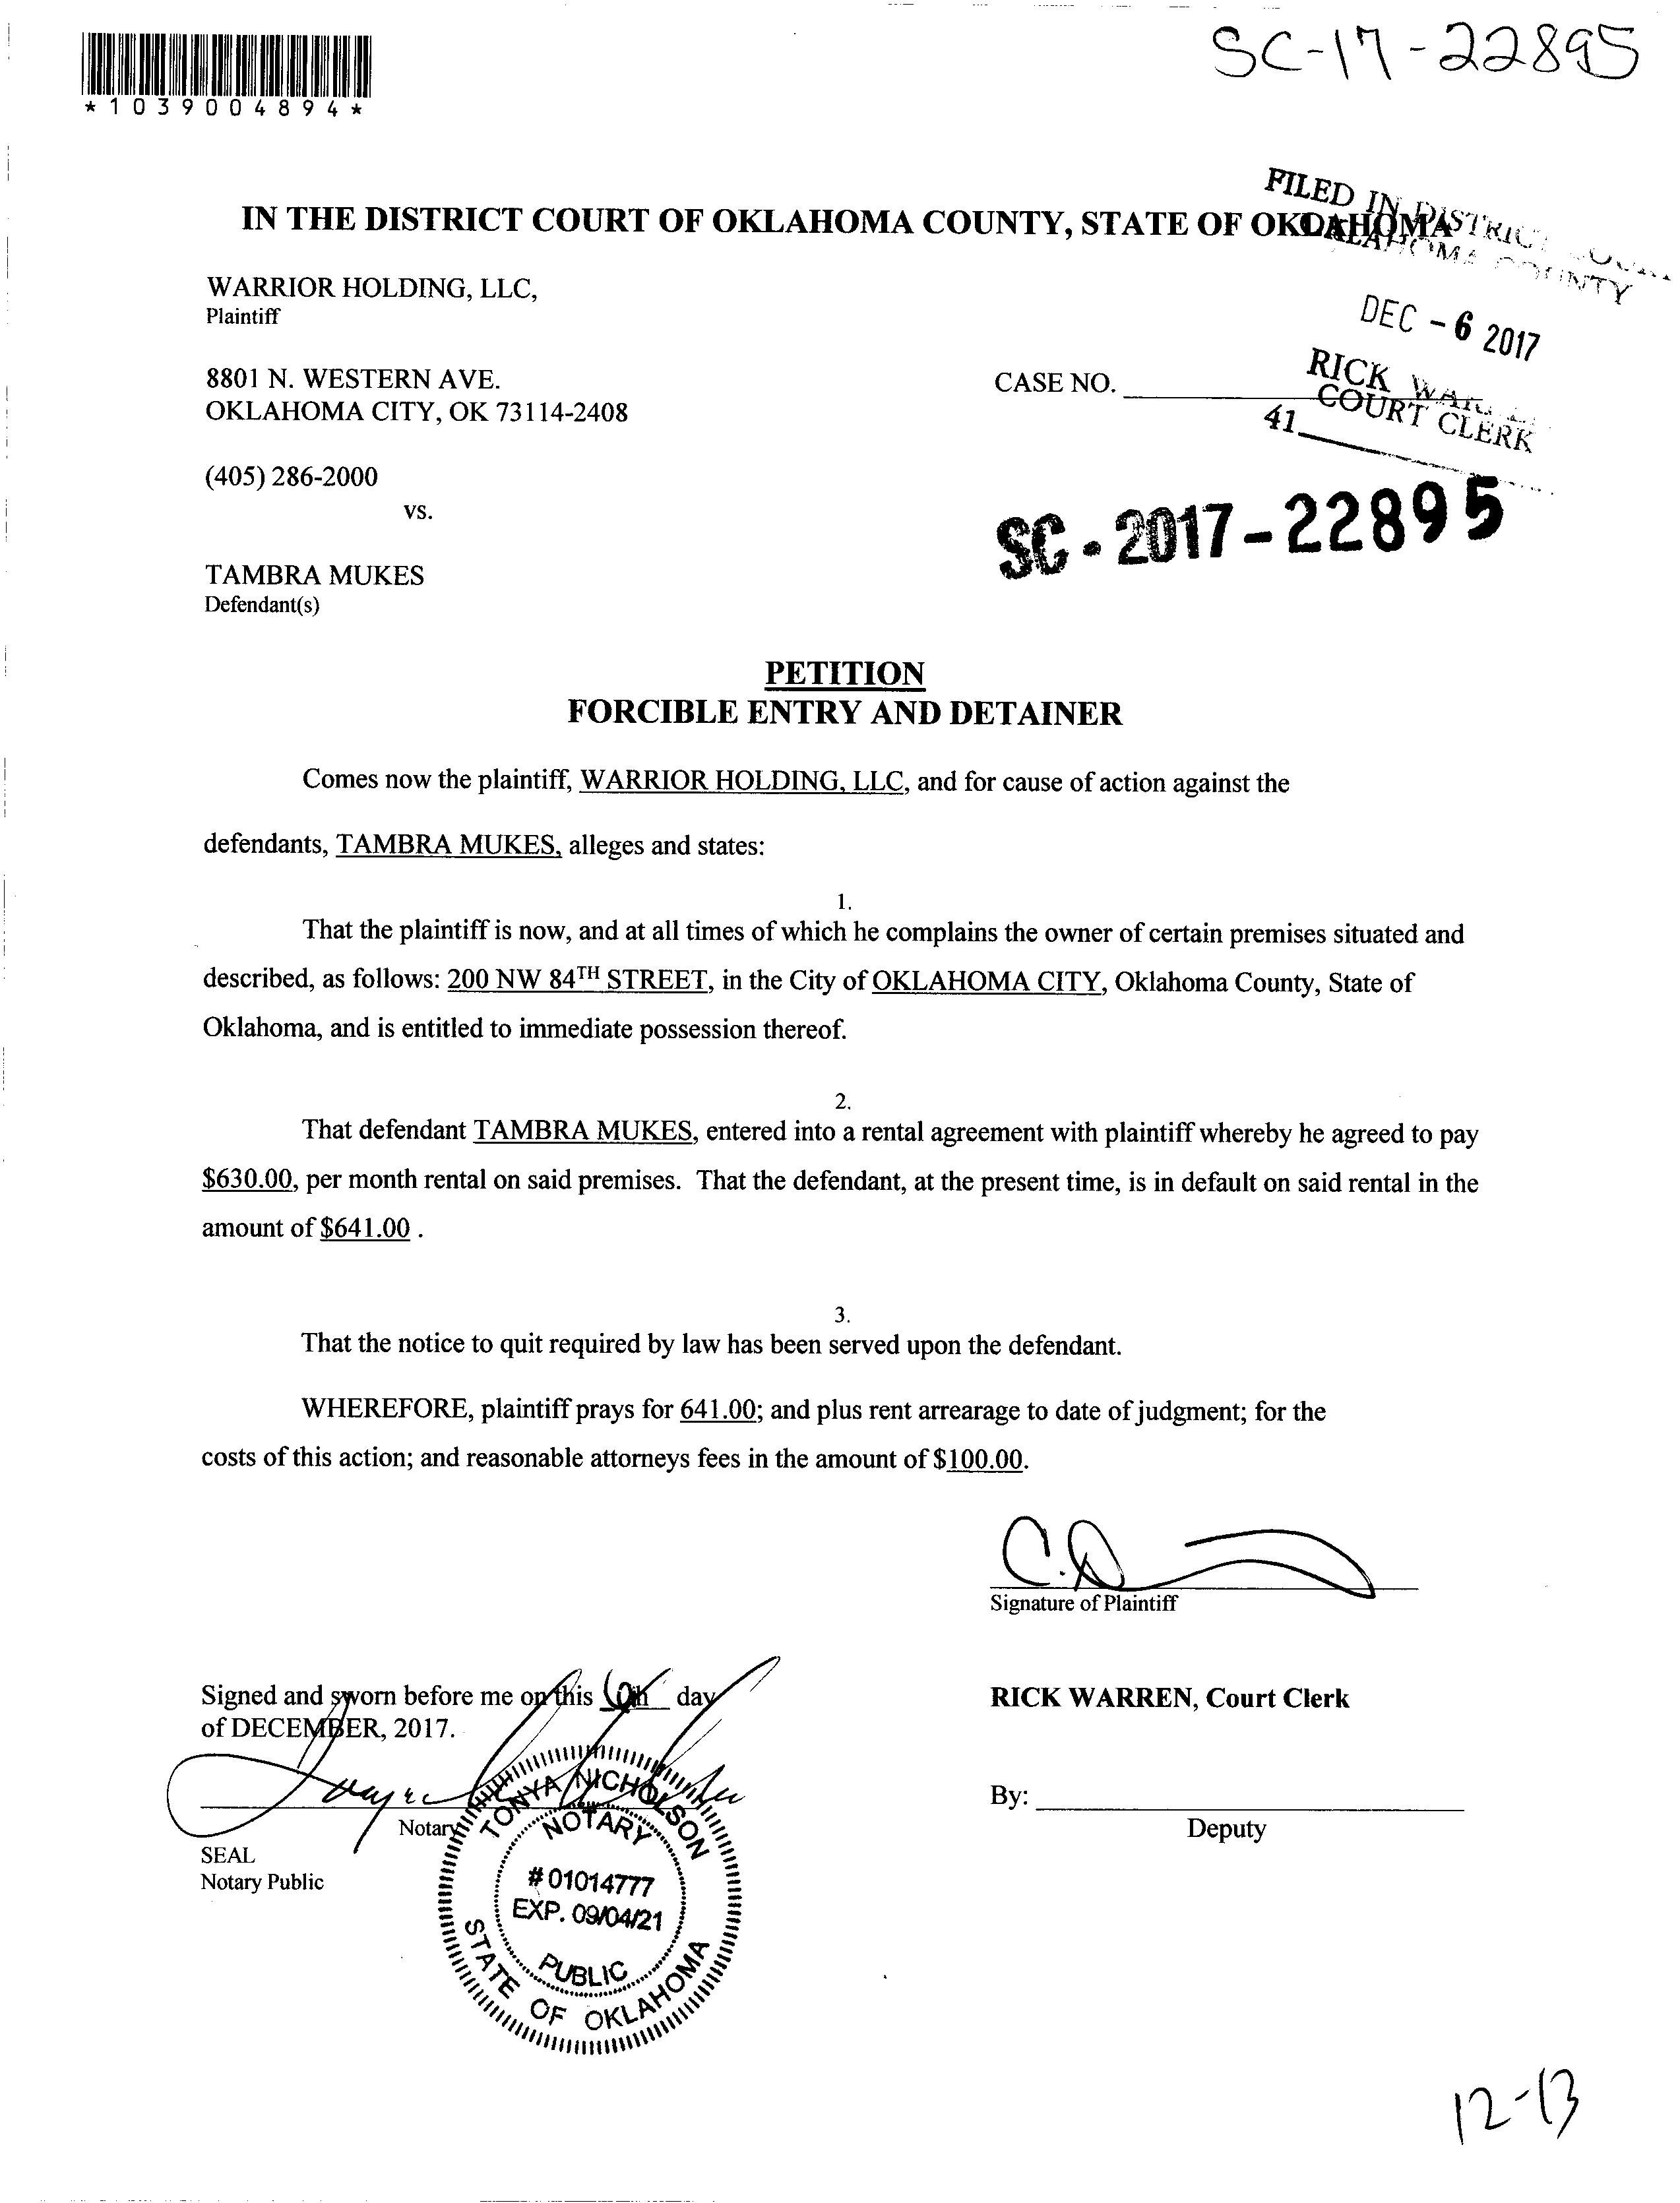 SC-17-22895
*1039004894*
FILED IN DISTRICT COURT
OKLAHOMA COUNTY
IN THE DISTRICT COURT OF OKLAHOMA COUNTY, STATE OF OKLAHOMA
WARRIOR HOLDING, LLC,
Plaintiff
DEC -6 2017
8801 N. WESTERN AVE.
OKLAHOMA CITY, OK 73114-2408
CASE NO.
RICK
COURT CLERK
41
(405) 286-2000
vs.
SC-2017-22895
TAMBRA MUKES
Defendant(s)
PETITION
FORCIBLE ENTRY AND DETAINER
Comes now the plaintiff, WARRIOR HOLDING, LLC, and for cause of action against the
defendants, TAMBRA MUKES, alleges and states:
1.
That the plaintiff is now, and at all times of which he complains the owner of certain premises situated and
described, as follows: 200 NW 84TH STREET, in the City of OKLAHOMA CITY, Oklahoma County, State of
Oklahoma, and is entitled to immediate possession thereof.
2.
That defendant TAMBRA MUKES, entered into a rental agreement with plaintiff whereby he agreed to pay
$630.00, per month rental on said premises. That the defendant, at the present time, is in default on said rental in the
amount of $641.00 .
3.
That the notice to quit required by law has been served upon the defendant.
WHEREFORE, plaintiff prays for 641.00; and plus rent arrearage to date of judgment; for the
costs of this action; and reasonable attorneys fees in the amount of $100.00.
Signature of Plaintiff
Signed and sworn before me on this 6th day
of DECEMBER, 2017.
RICK WARREN, Court Clerk
By:
Deputy
Notary
SEAL
Notary Public
TONYA NICHOLSON
NOTARY
#01014777
EXP. 09/04/21
PUBLIC
STATE OF OKLAHOMA
12-13